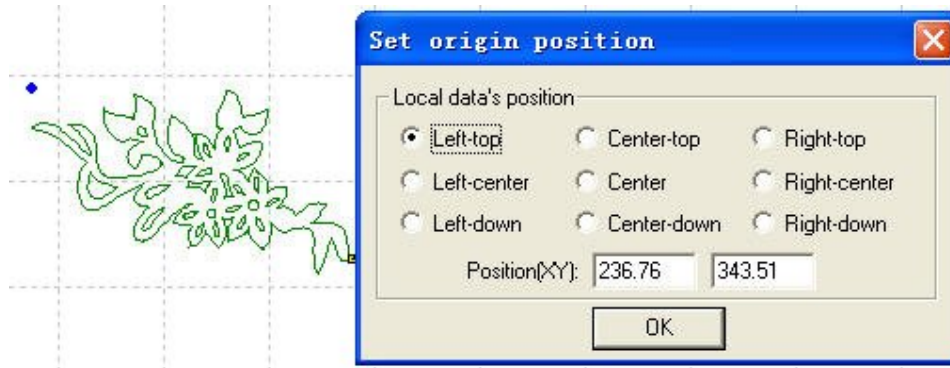 Set origin position
Local data's position
Left-top Center-top Right-top
Left-center Center Right-center
Left-down Center-down Right-down
Position(XY): 236.76 343.51
OK